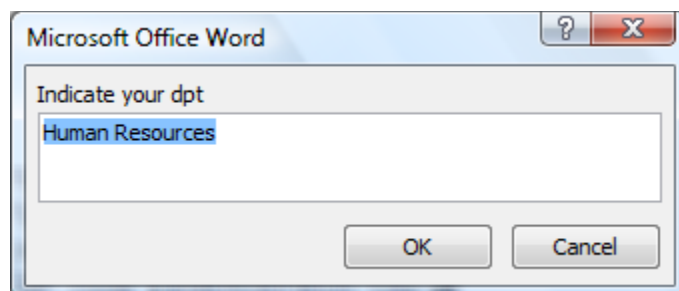 Microsoft Office Word
Indicate your dpt
Human Resources
OK Cancel